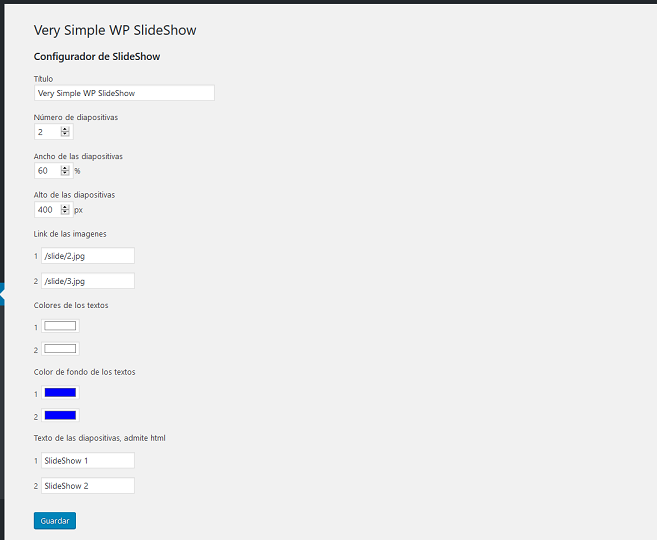 Very Simple WP SlideShow
Configurador de SlideShow
Título
Very Simple WP SlideShow
Número de diapositivas
2
Ancho de las diapositivas
60 %
Alto de las diapositivas
400 px
Link de las imagenes
1 /slide/2.jpg
2 /slide/3.jpg
Colores de los textos
1
2
Color de fondo de los textos
1
2
Texto de las diapositivas, admite html
1 SlideShow 1
2 SlideShow 2
Guardar